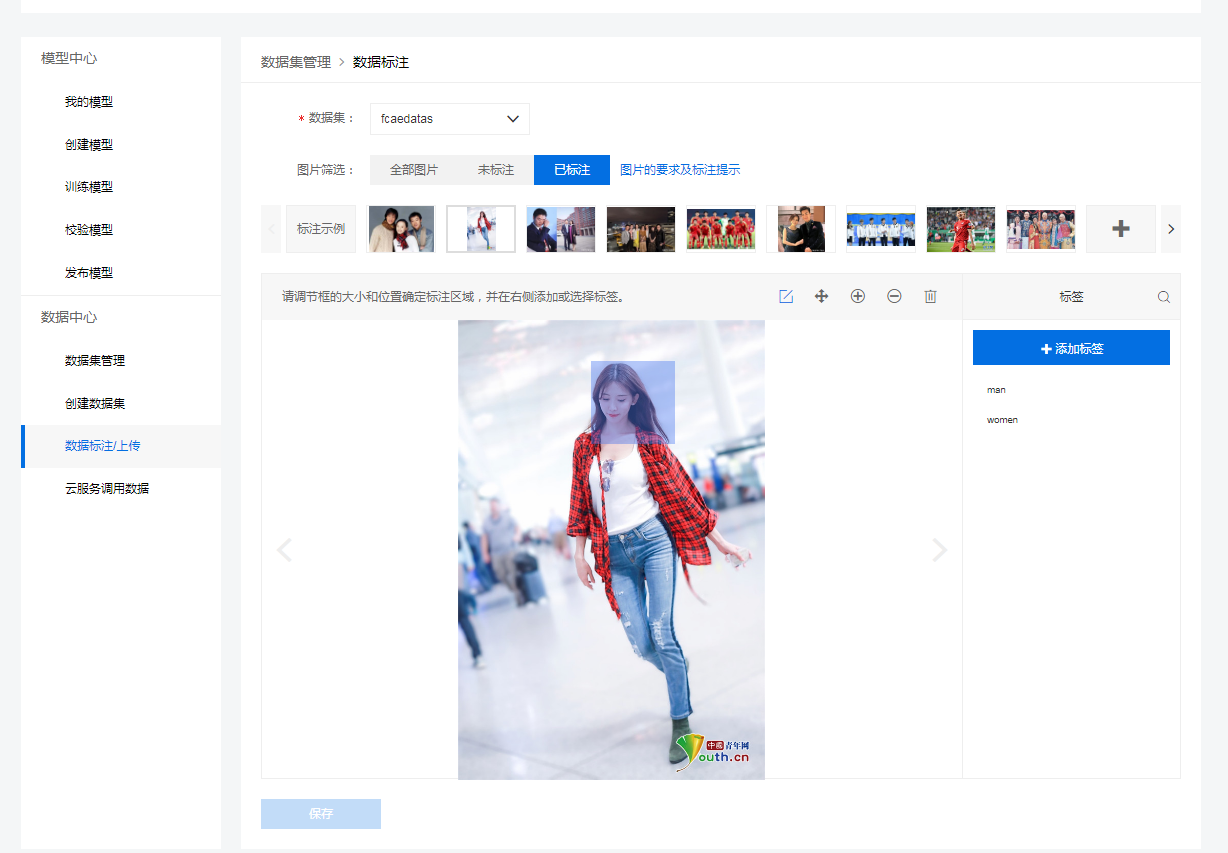 模型中心
我的模型
创建模型
训练模型
校验模型
发布模型
数据中心
数据集管理
创建数据集
数据标注/上传
云服务调用数据
数据集管理 > 数据标注
* 数据集：
fcaedatas
图片筛选：
全部图片
未标注
已标注
图片的要求及标注提示
标注示例
请调节框的大小和位置确定标注区域，并在右侧添加或选择标签。
标签
添加标签
man
women
中国青年网
Youth.cn
保存